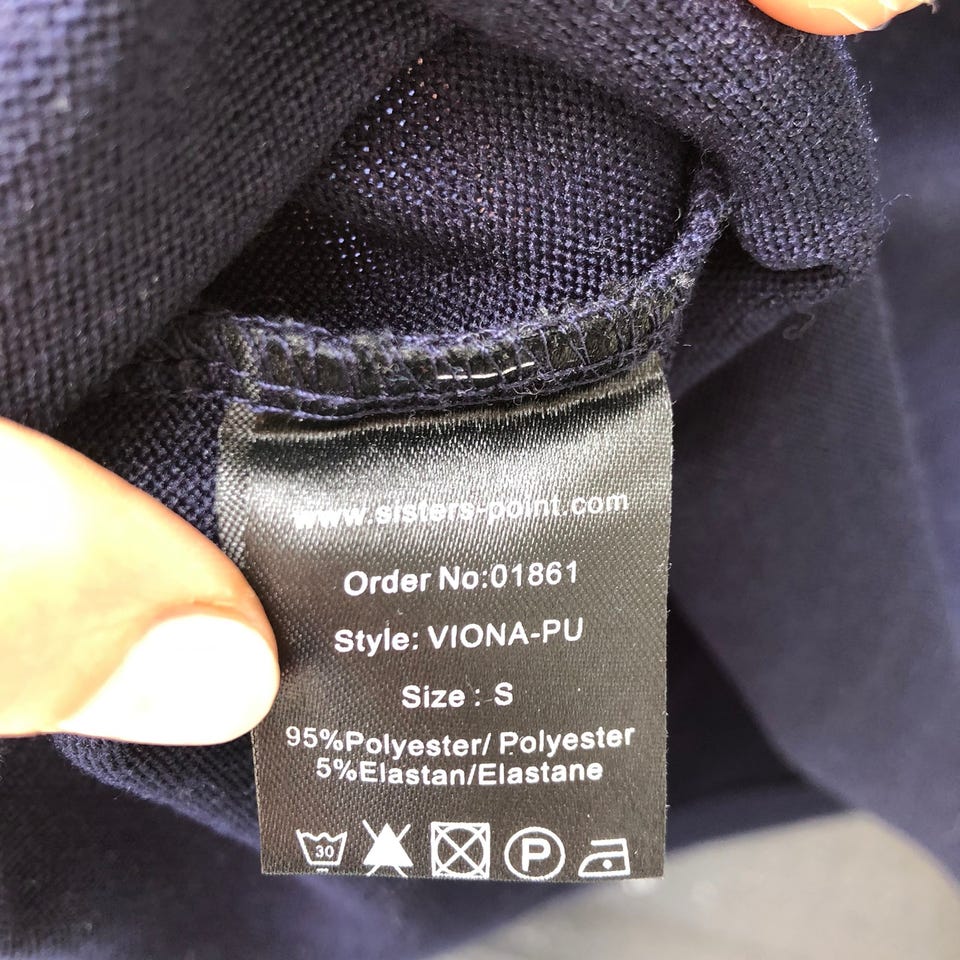 www.sisters-point.com
Order No:01861
Style: VIONA-PU
Size : S
95%Polyester/ Polyester
5%Elastan/Elastane
30
P